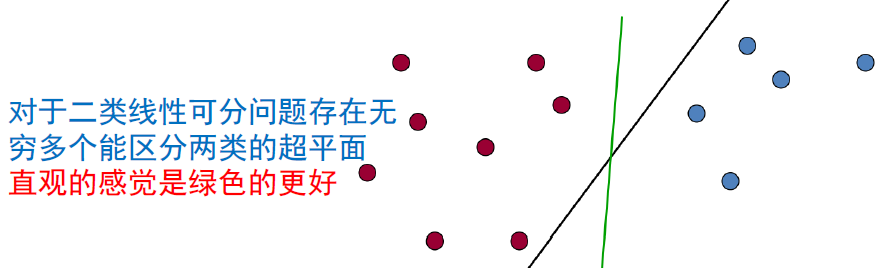 对于二类线性可分问题存在无
穷多个能区分两类的超平面
直观的感觉是绿色的更好